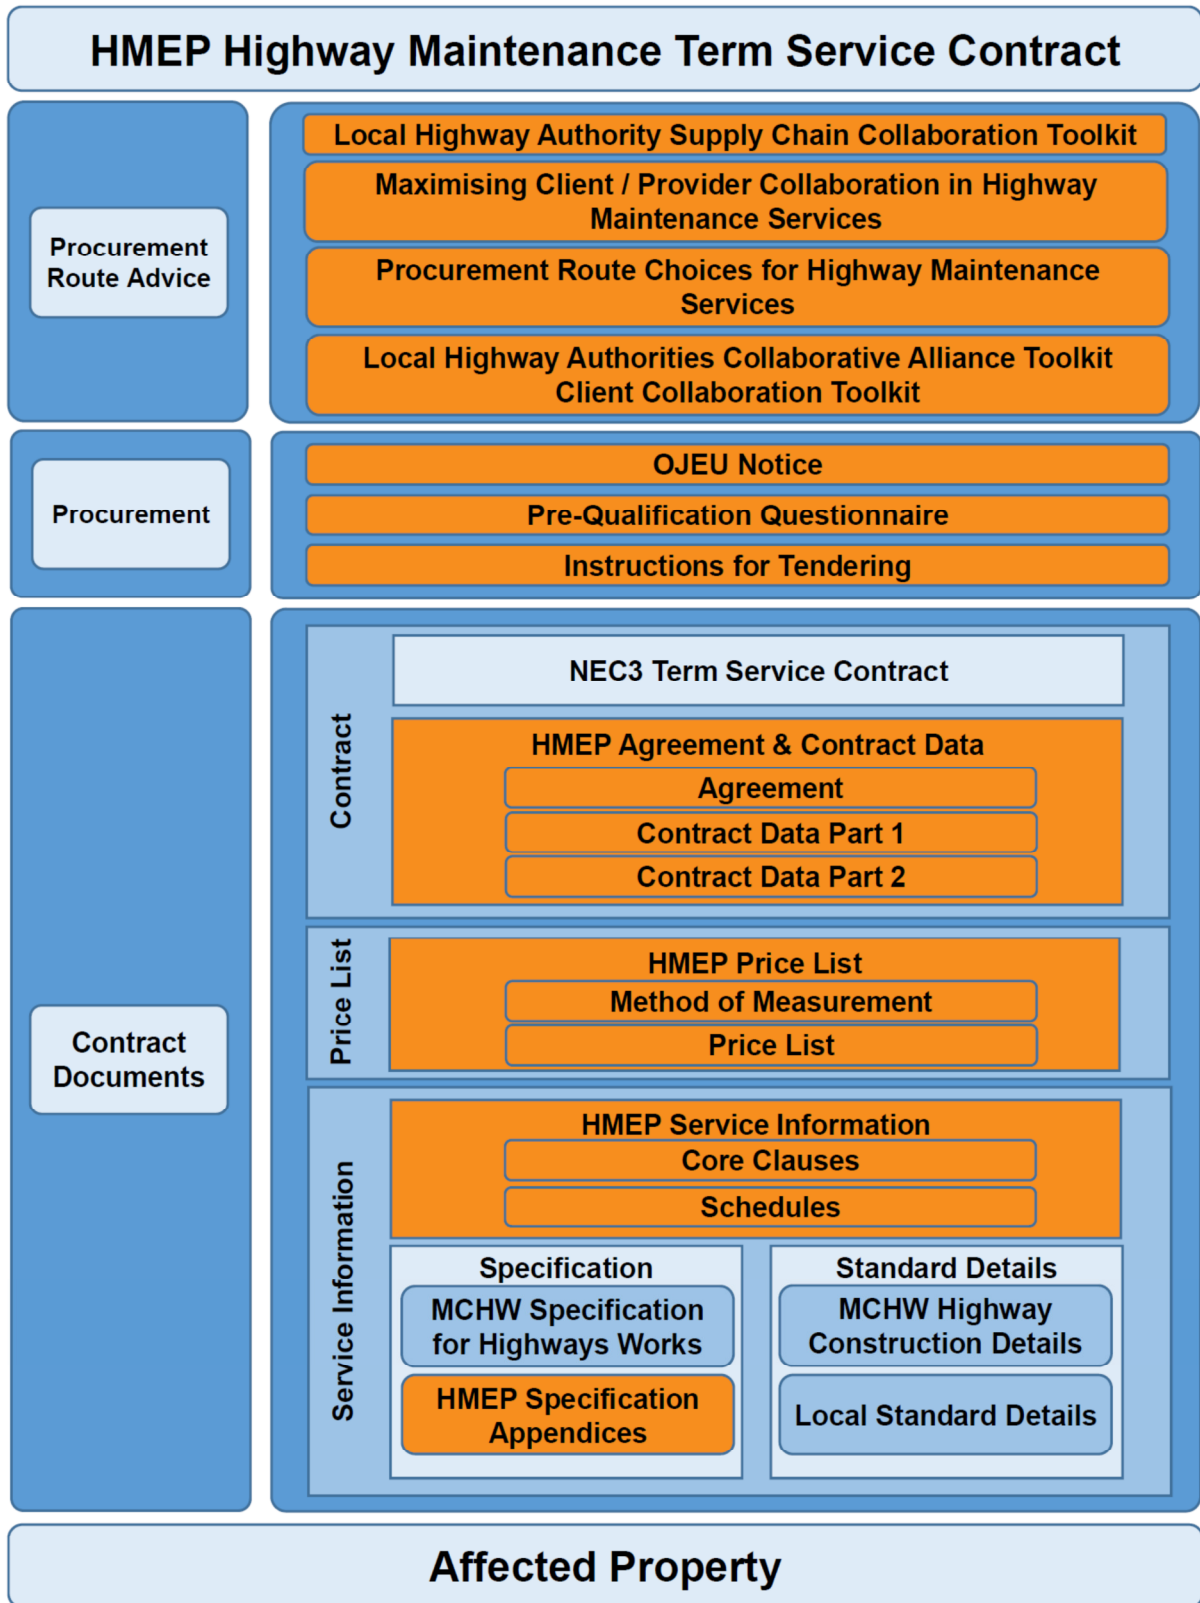 HMEP Highway Maintenance Term Service Contract
Procurement
Route Advice
Local Highway Authority Supply Chain Collaboration Toolkit
Maximising Client / Provider Collaboration in Highway
Maintenance Services
Procurement Route Choices for Highway Maintenance
Services
Local Highway Authorities Collaborative Alliance Toolkit
Client Collaboration Toolkit
Procurement
OJEU Notice
Pre-Qualification Questionnaire
Instructions for Tendering
Contract
Documents
Contract
NEC3 Term Service Contract
HMEP Agreement & Contract Data
Agreement
Contract Data Part 1
Contract Data Part 2
Price List
HMEP Price List
Method of Measurement
Price List
Service Information
HMEP Service Information
Core Clauses
Schedules
Specification
MCHW Specification
for Highways Works
HMEP Specification
Appendices
Standard Details
MCHW Highway
Construction Details
Local Standard Details
Affected Property